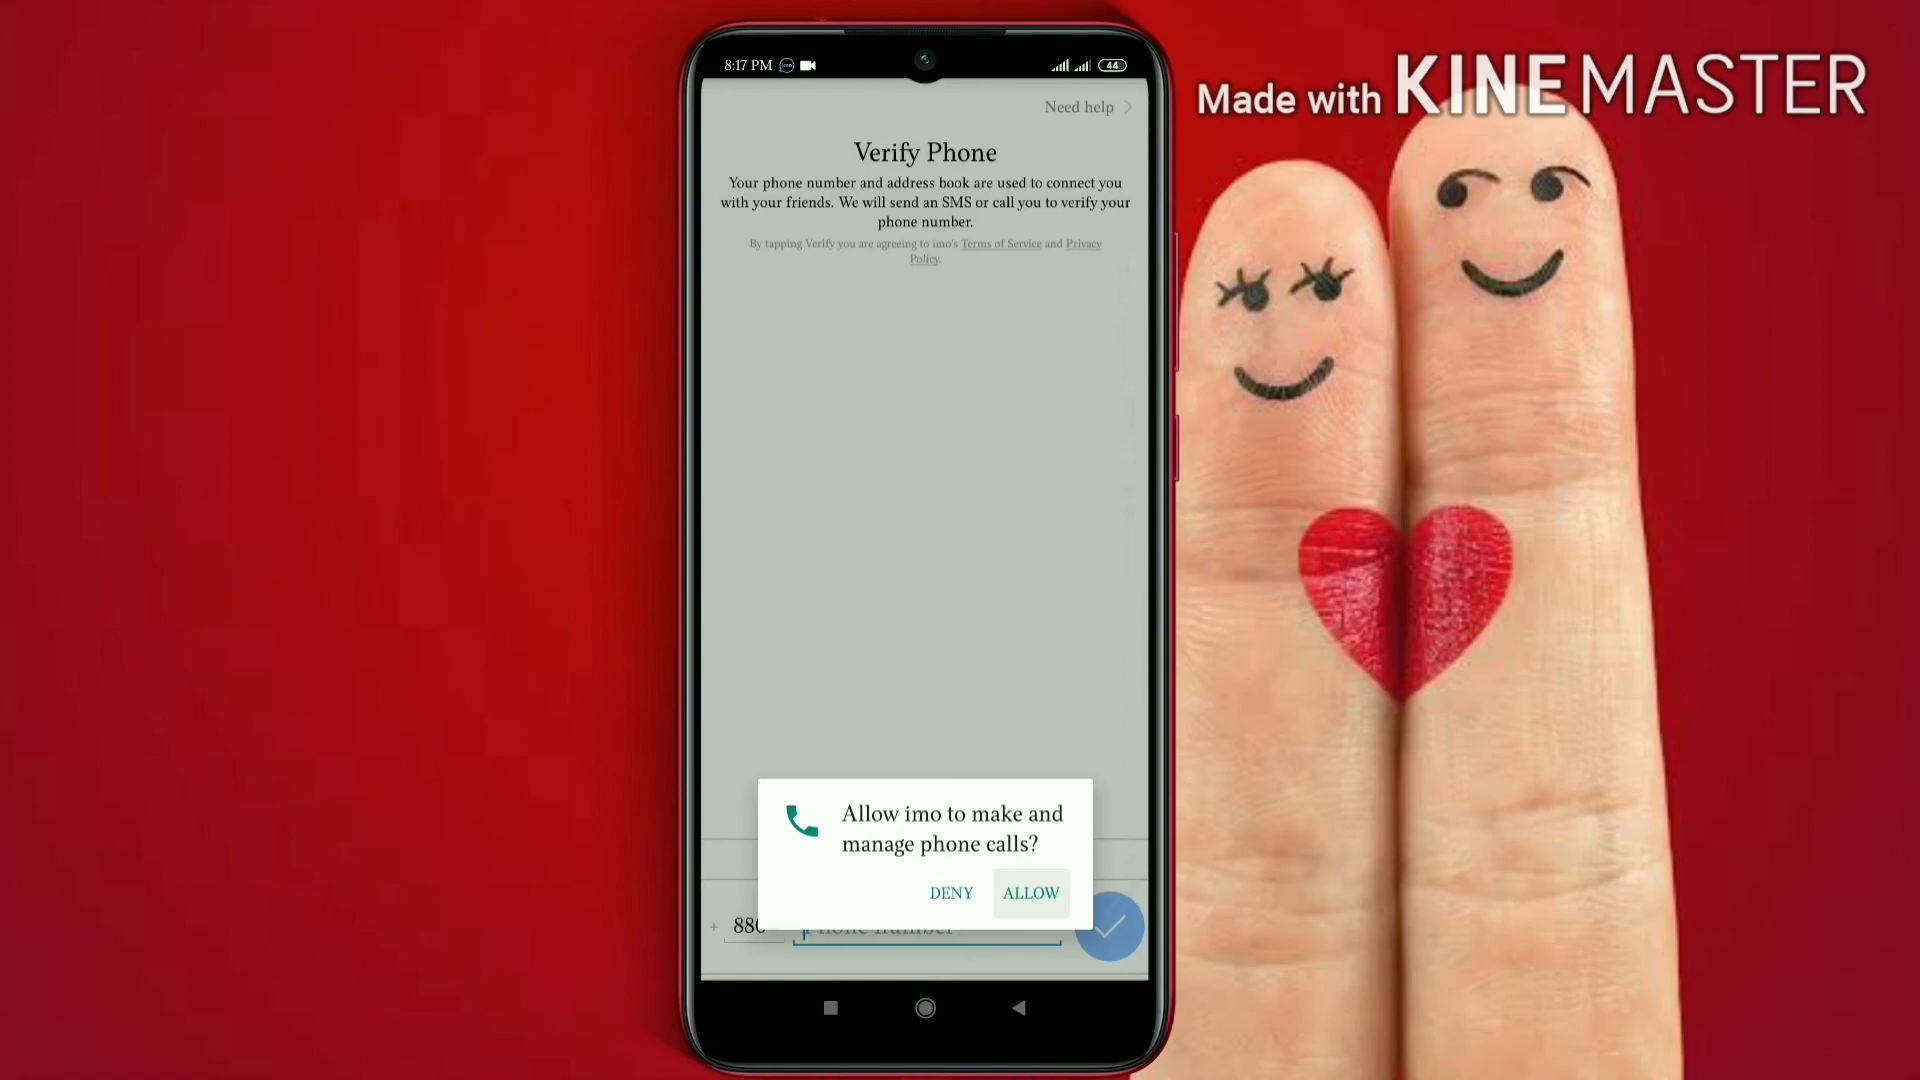 Made with KINEMASTER
8:17 PM
44
Need help
Verify Phone
Your phone number and address book are used to connect you
with your friends. We will send an SMS or call you to verify your
phone number.
By tapping Verify you are agreeing to imo's Terms of Service and Privacy
Policy.
Allow imo to make and
manage phone calls?
DENY ALLOW
+ 880 Phone number